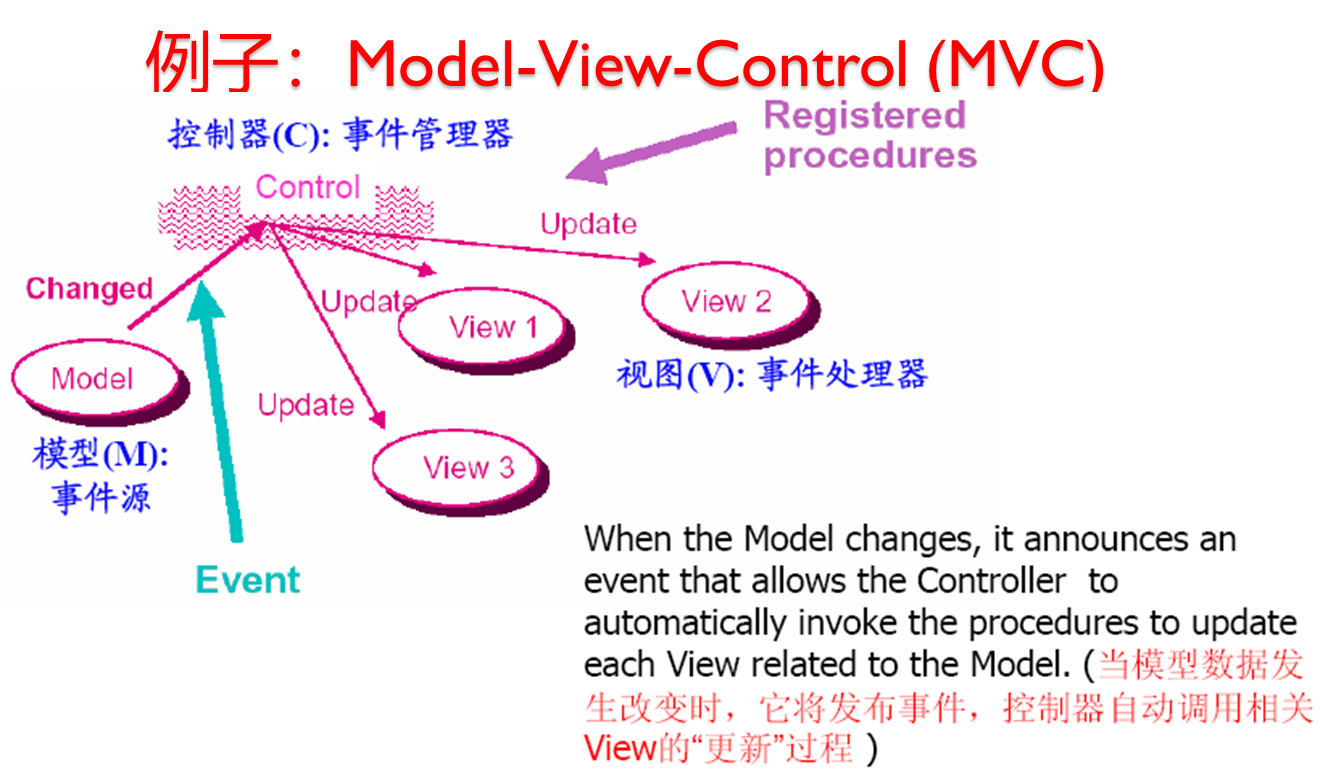 例子：Model-View-Control (MVC)
控制器(C): 事件管理器
Registered
procedures
Control
Update
Changed
Update
View 1
View 2
Model
视图(V): 事件处理器
Update
模型(M):
事件源
View 3
Event
When the Model changes, it announces an
event that allows the Controller to
automatically invoke the procedures to update
each View related to the Model. (当模型数据发
生改变时，它将发布事件，控制器自动调用相关
View的“更新”过程 )